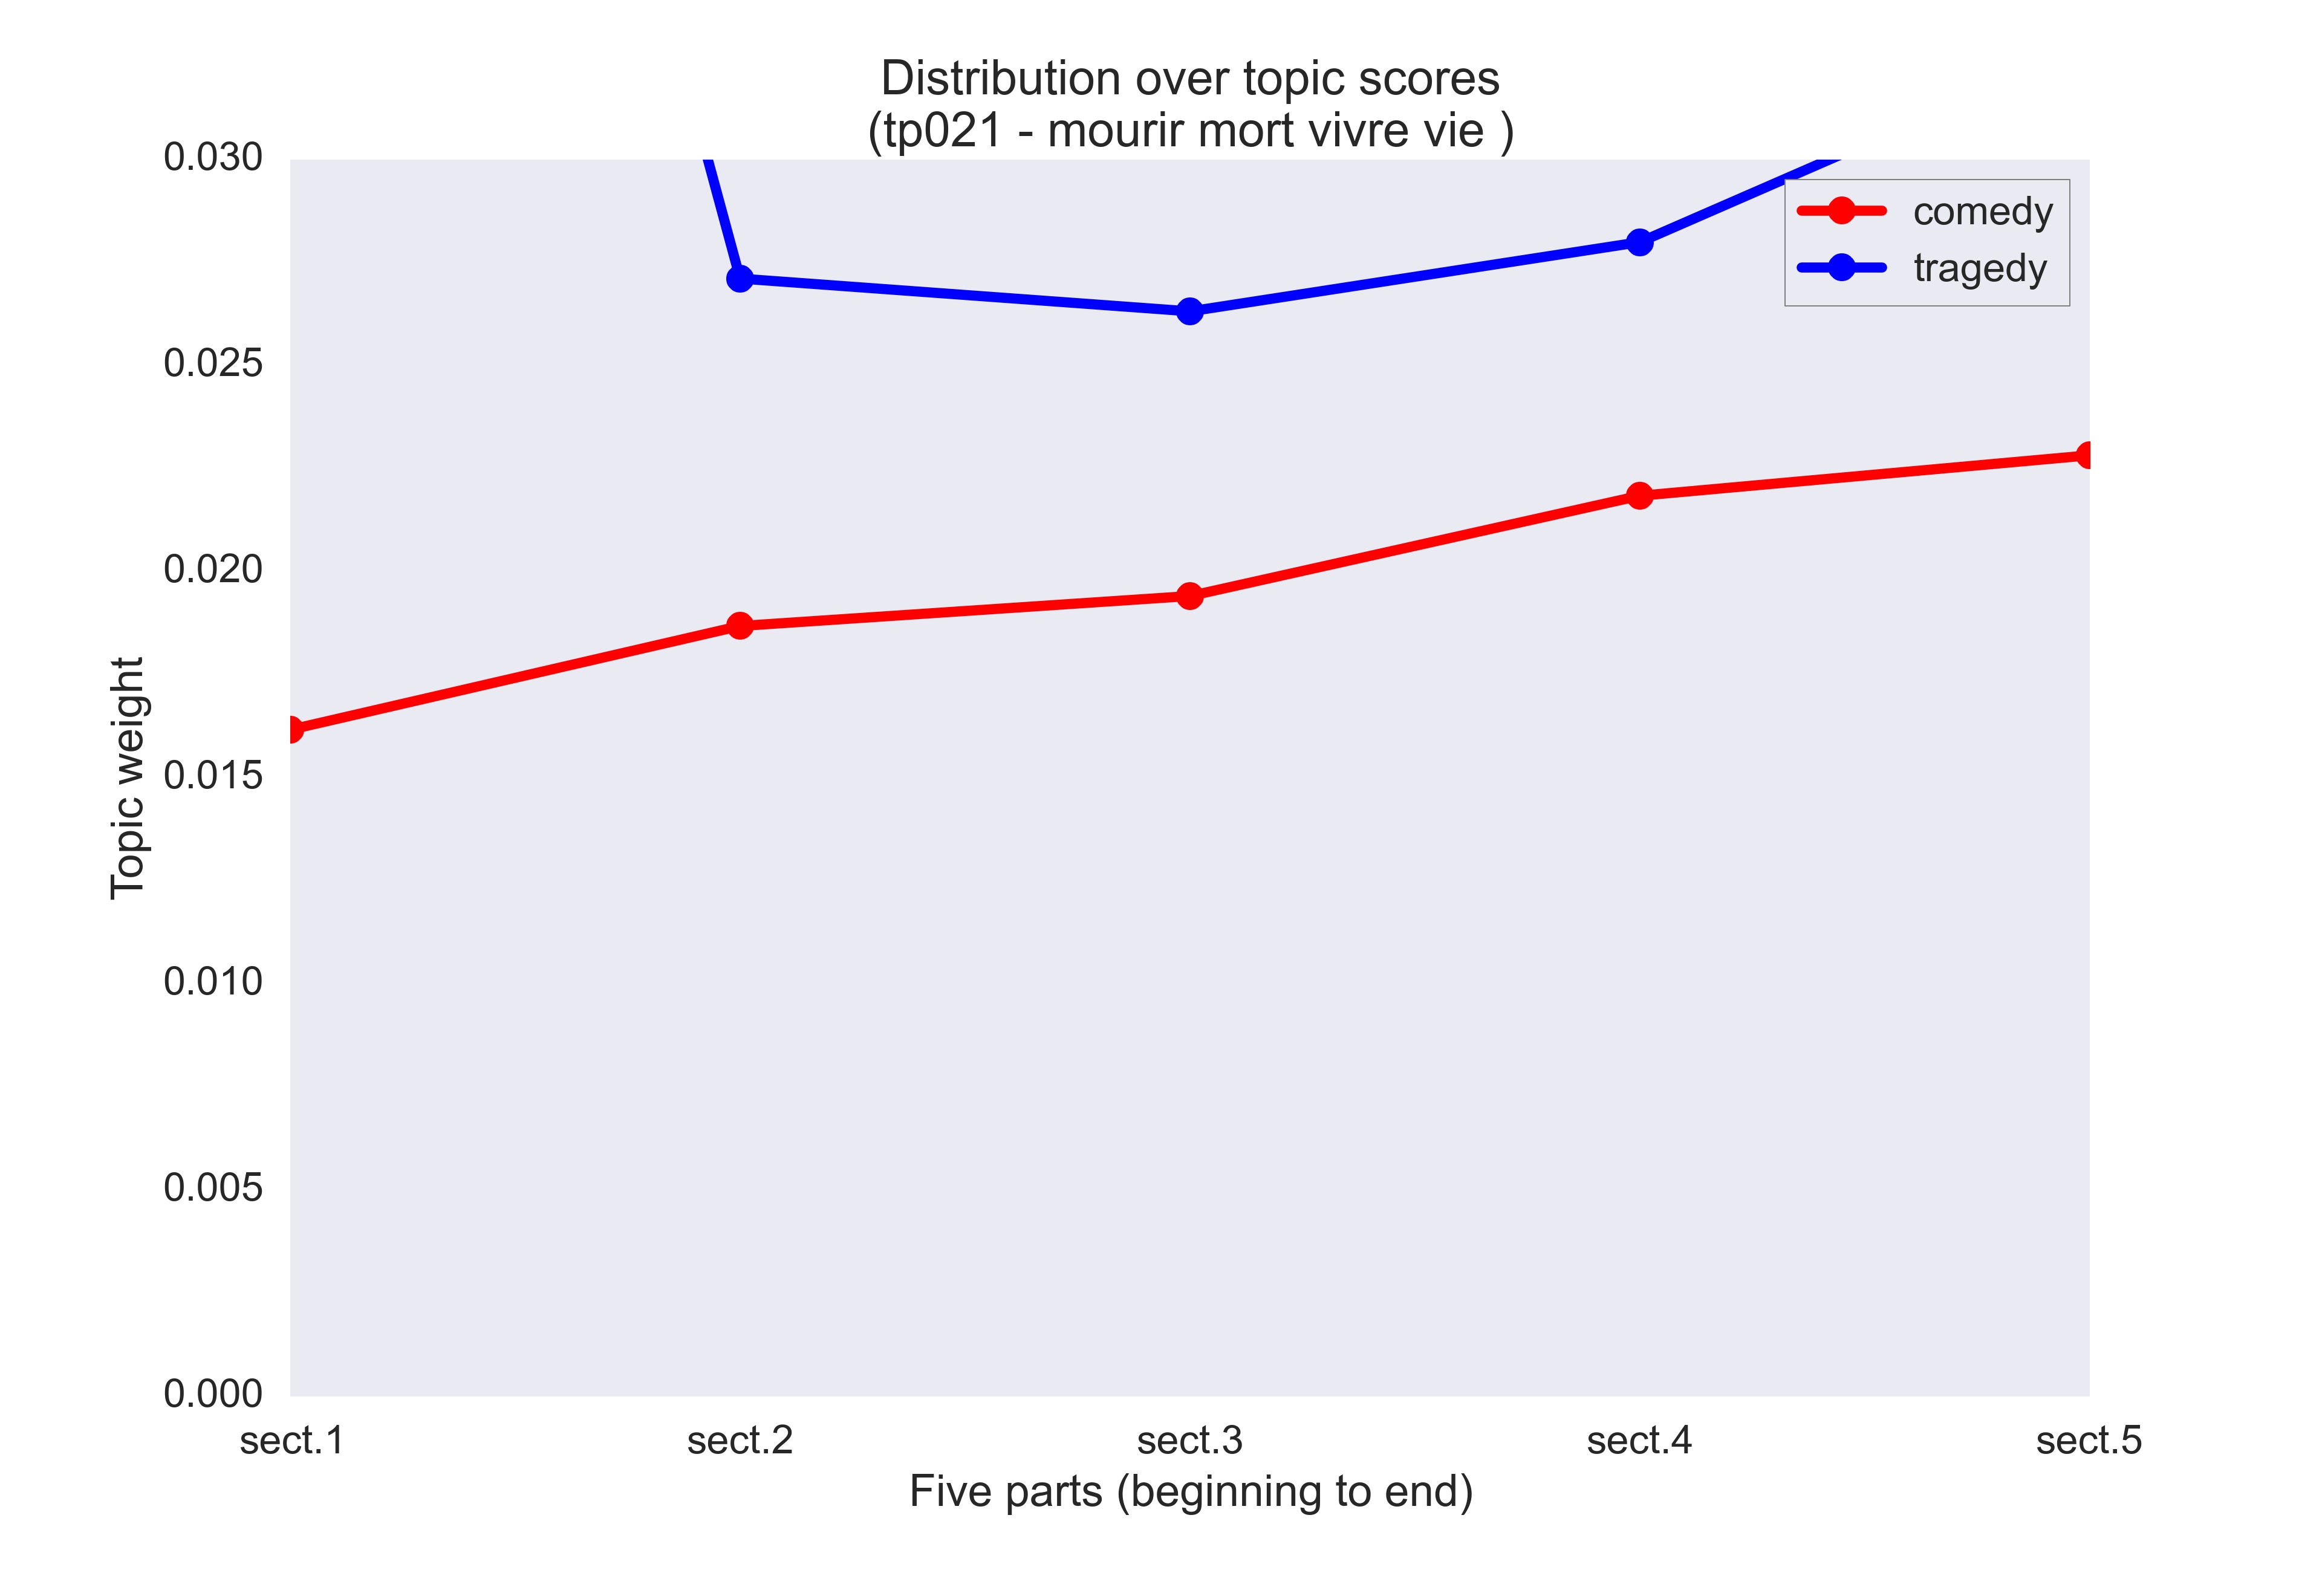 Distribution over topic scores
(tp021 - mourir mort vivre vie )
0.030
0.025
0.020
0.015
0.010
0.005
0.000
Topic weight
comedy
tragedy
sect.1
sect.2
sect.3
sect.4
sect.5
Five parts (beginning to end)